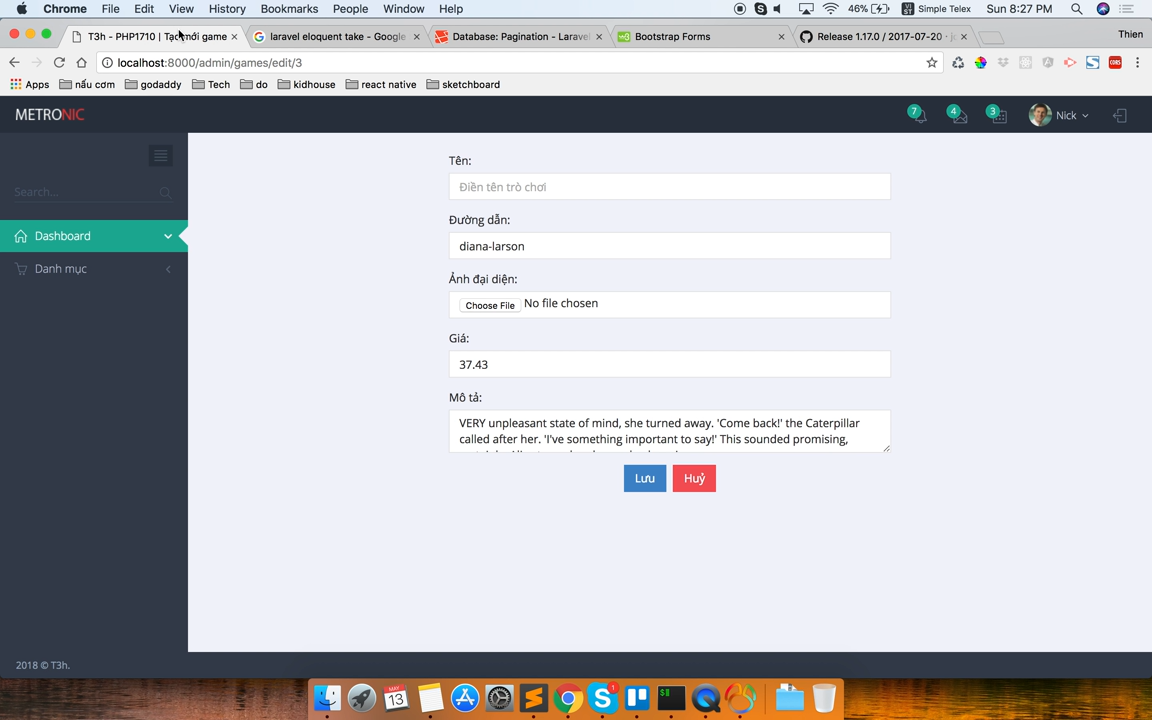 Chrome File Edit View History Bookmarks People Window Help 46% Simple Telex Sun 8:27 PM
T3h - PHP1710 | Tạo mới game laravel eloquent take - Google Database: Pagination - Laravel Bootstrap Forms Release 1.17.0 / 2017-07-20 · Thien
localhost:8000/admin/games/edit/3
Apps nấu cơm godaddy Tech do kidhouse react native sketchboard
METRONIC 7 4 3 Nick
Search...
Dashboard
Danh mục
Tên:
Điền tên trò chơi
Đường dẫn:
diana-larson
Ảnh đại diện:
Choose File No file chosen
Giá:
37.43
Mô tả:
VERY unpleasant state of mind, she turned away. 'Come back!' the Caterpillar
called after her. 'I've something important to say!' This sounded promising,
Lưu Huỷ
2018 © T3h.
MAY
13
1